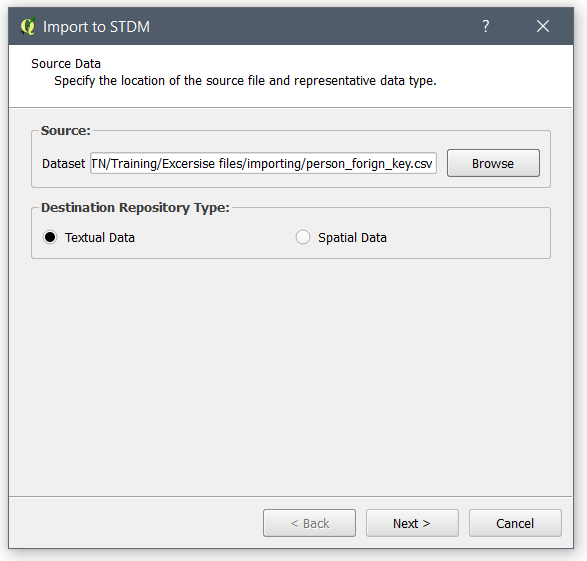 Import to STDM
?
Source Data
Specify the location of the source file and representative data type.
Source:
Dataset TN/Training/Excersise files/importing/person_forign_key.csv Browse
Destination Repository Type:
Textual Data Spatial Data
< Back Next > Cancel